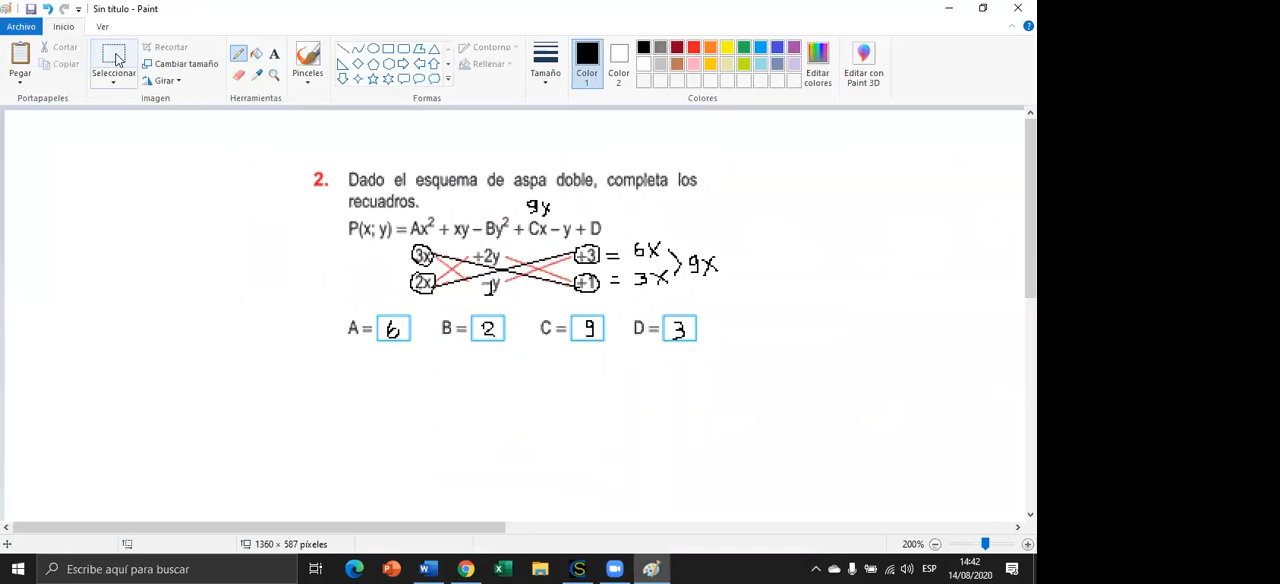 Sin título - Paint
Archivo Inicio Ver
Pegar
Cortar
Copiar
Portapapeles
Seleccionar
Recortar
Cambiar tamaño
Girar
Imagen
A
Herramientas
Pinceles
Contorno
Rellenar
Formas
Tamaño
Color 1
Color 2
Editar colores
Colores
Editar con Paint 3D
2. Dado el esquema de aspa doble, completa los
recuadros.
9x
P(x; y) = Ax² + xy – By² + Cx – y + D
3x +2y +3 = 6x
9x
2x -y +1 = 3x
A = 6 B = 2 C = 9 D = 3
1360 × 587 píxeles 200%
Escribe aquí para buscar
ESP
14:42
14/08/2020